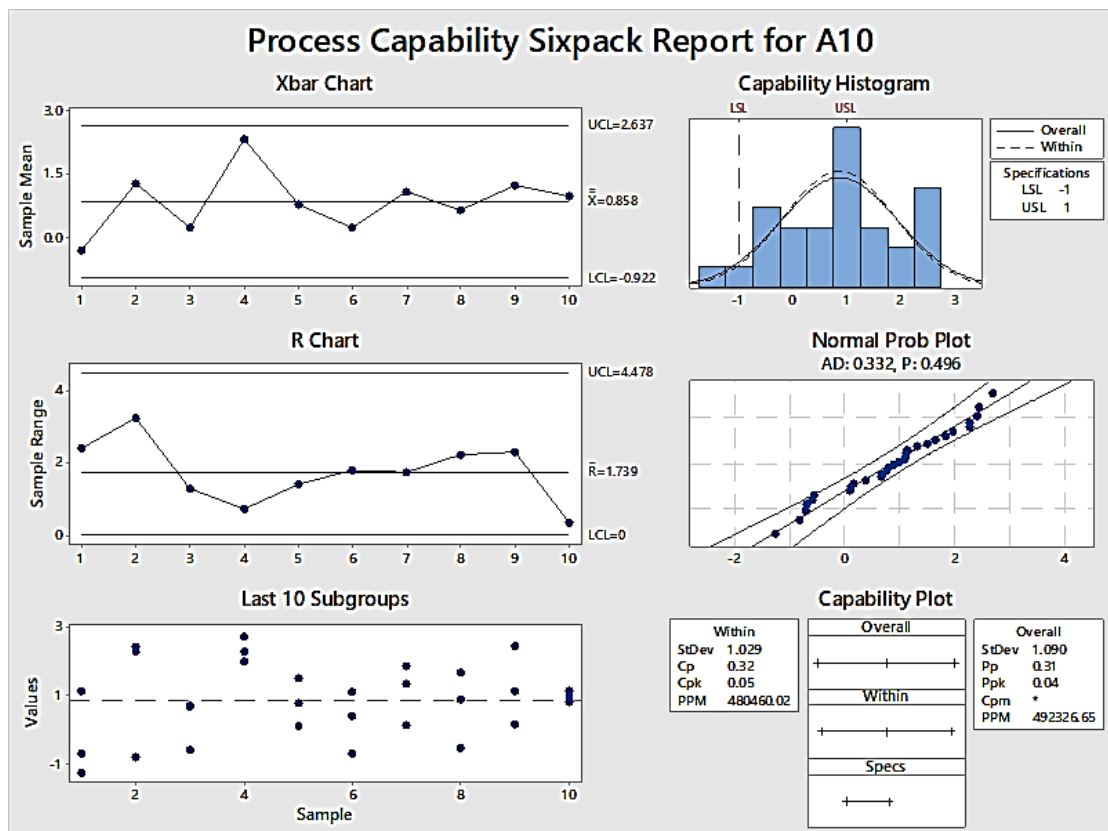 Process Capability Sixpack Report for A10
Xbar Chart
Sample Mean
3.0
1.5
0.0
UCL=2.637
X=0.858
LCL=-0.922
1 2 3 4 5 6 7 8 9 10
Capability Histogram
LSL USL
-1 0 1 2 3
Overall
Within
Specifications
LSL -1
USL 1
R Chart
Sample Range
4
2
0
UCL=4.478
R=1.739
LCL=0
1 2 3 4 5 6 7 8 9 10
Normal Prob Plot
AD: 0.332, P: 0.496
-2 0 2 4
Last 10 Subgroups
Values
3
1
-1
2 4 6 8 10
Sample
Capability Plot
Within
StDev 1.029
Cp 0.32
Cpk 0.05
PPM 480460.02
Overall
Within
Specs
Overall
StDev 1.090
Pp 0.31
Ppk 0.04
Cpm *
PPM 492326.65